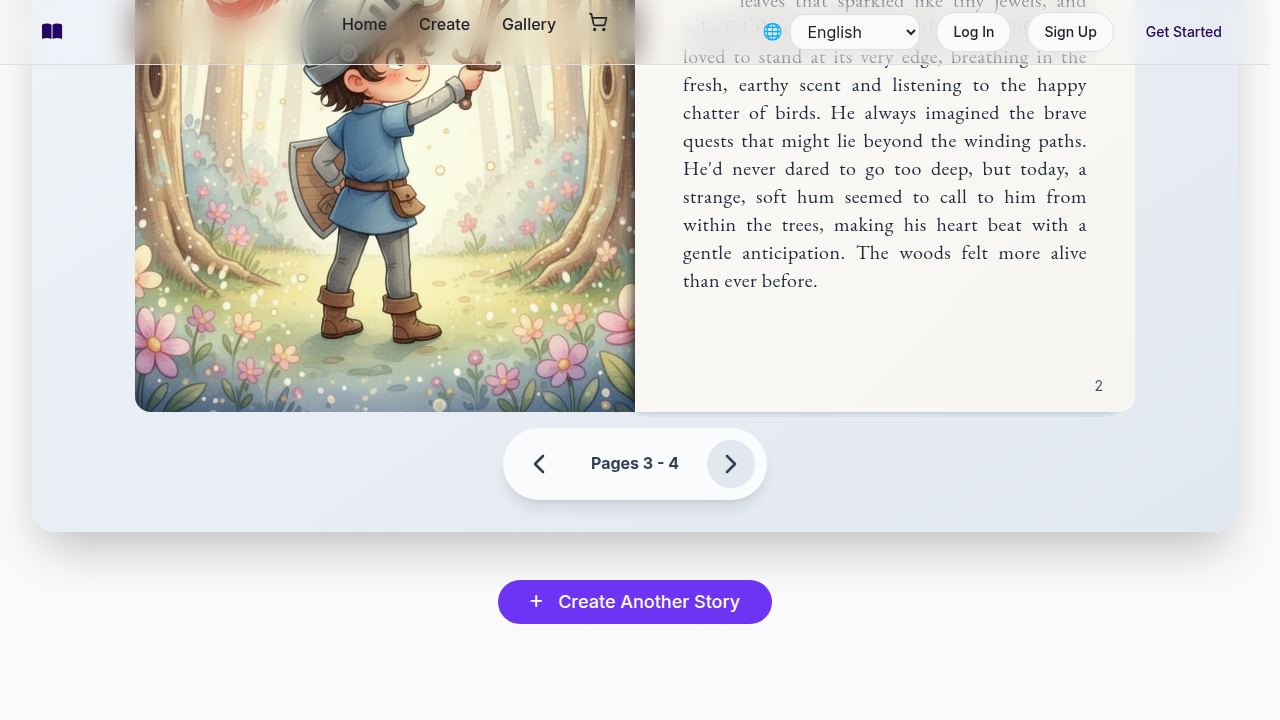 Home
Create
Gallery
English
Log In
Sign Up
Get Started
leaves that sparkled like tiny jewels, and
colorful
loved to stand at its very edge, breathing in the
fresh, earthy scent and listening to the happy
chatter of birds. He always imagined the brave
quests that might lie beyond the winding paths.
He'd never dared to go too deep, but today, a
strange, soft hum seemed to call to him from
within the trees, making his heart beat with a
gentle anticipation. The woods felt more alive
than ever before.
2
Pages 3 - 4
+ Create Another Story